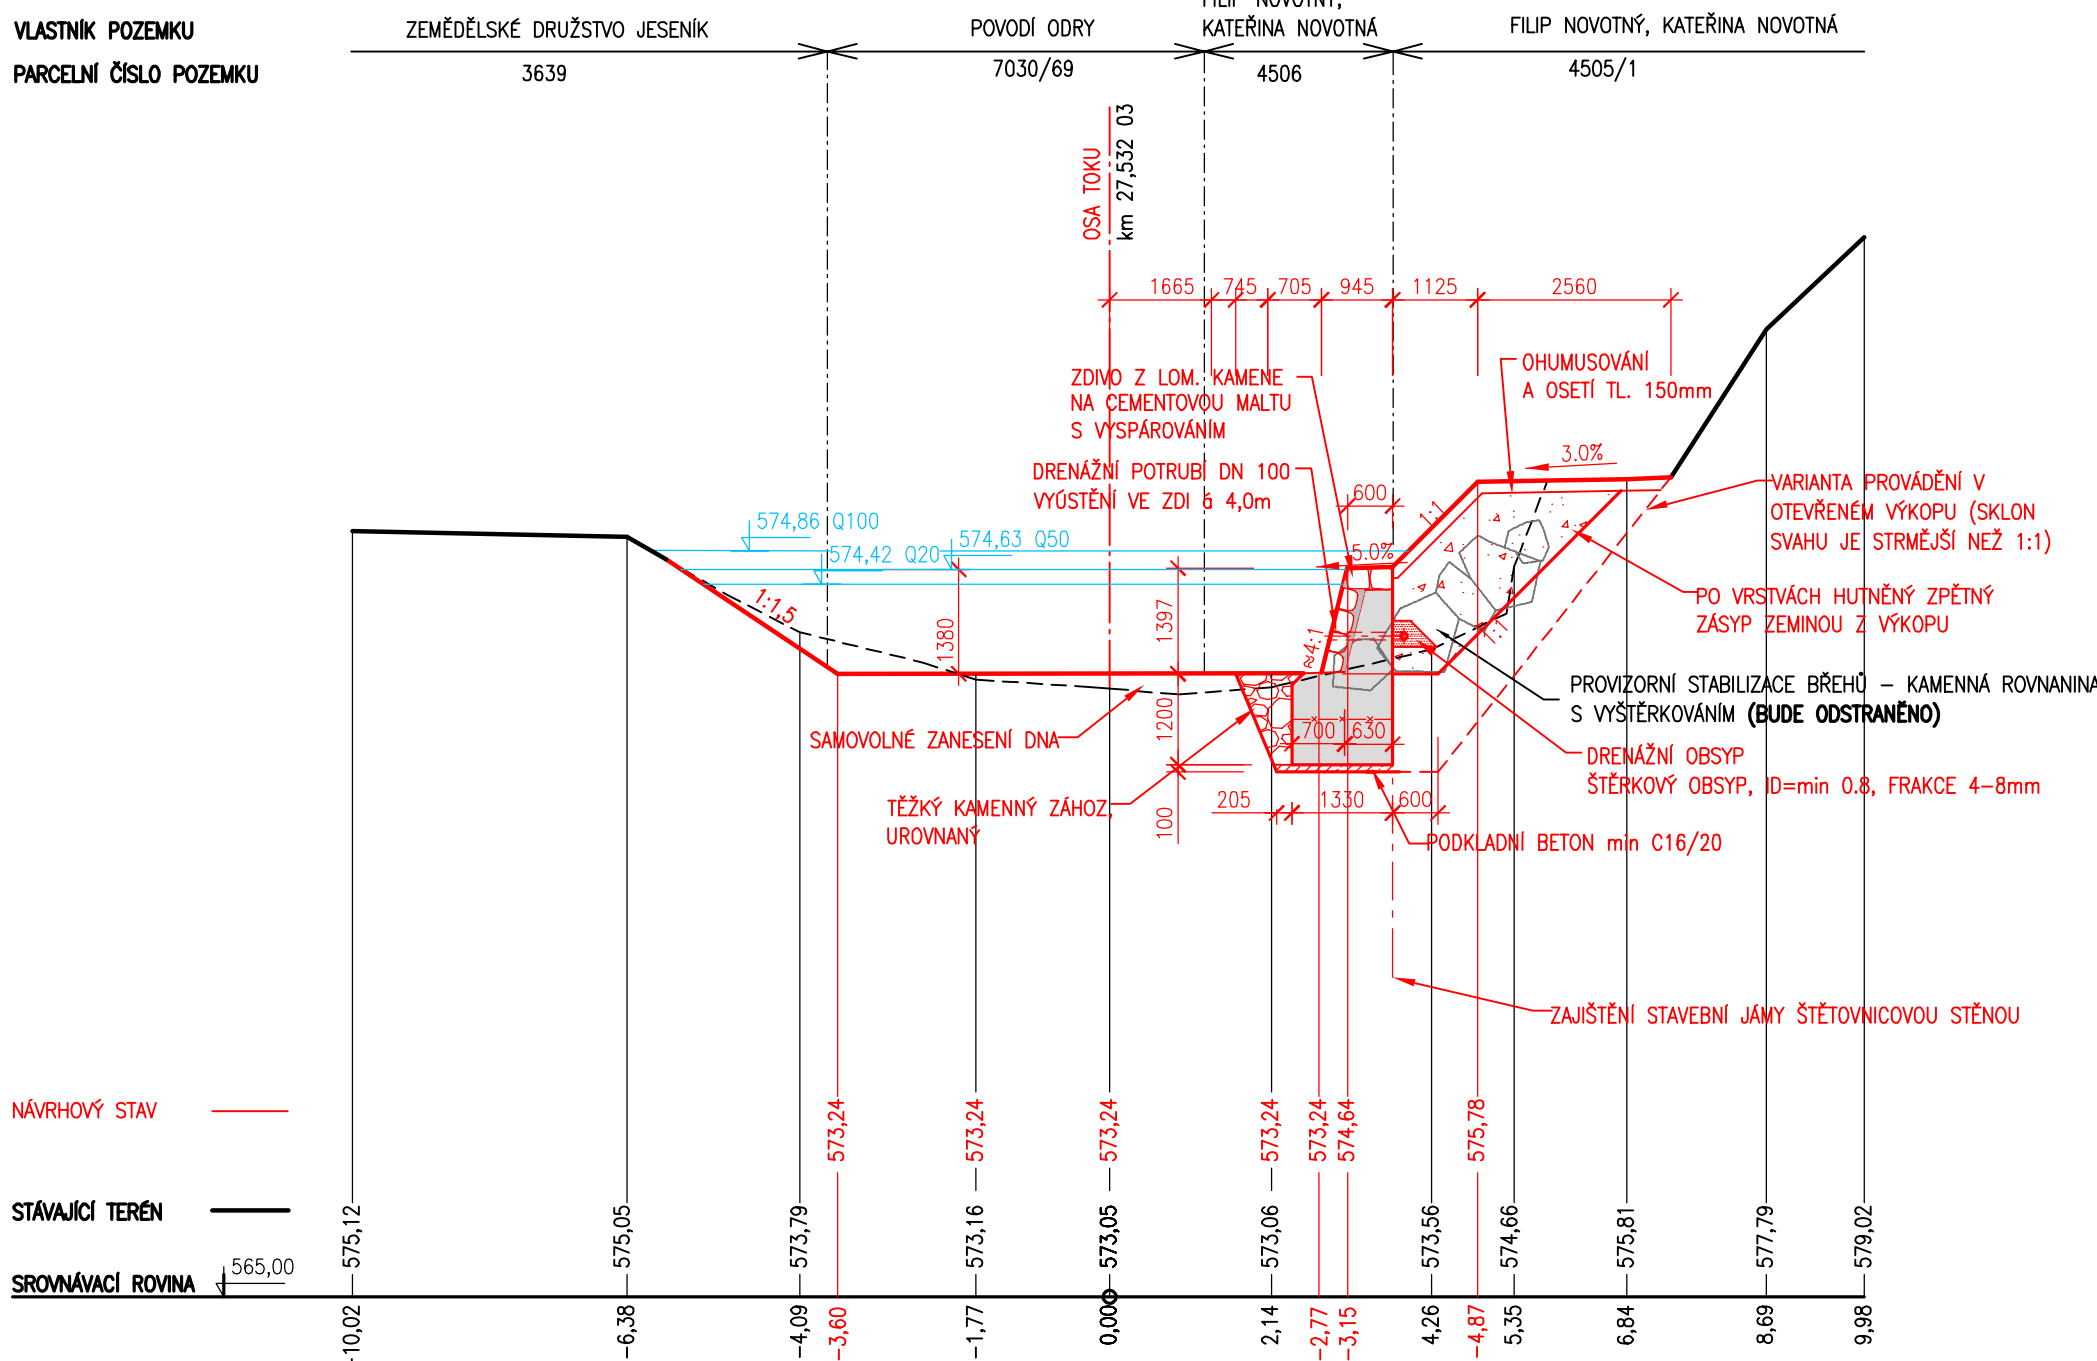 VLASTNÍK POZEMKU
ZEMĚDĚLSKÉ DRUŽSTVO JESENÍK
POVODÍ ODRY
FILIP NOVOTNÝ,
KATEŘINA NOVOTNÁ
FILIP NOVOTNÝ, KATEŘINA NOVOTNÁ
PARCELNÍ ČÍSLO POZEMKU
3639
7030/69
4506
4505/1
OSA TOKU
km 27,532 03
1665
745
705
945
1125
2560
ZDIVO Z LOM. KAMENE
NA CEMENTOVOU MALTU
S VYSPÁROVÁNÍM
OHUMUSOVÁNÍ
A OSETÍ TL. 150mm
DRENÁŽNÍ POTRUBÍ DN 100
VYÚSTĚNÍ VE ZDI á 4,0m
600
1:1
3.0%
VARIANTA PROVÁDĚNÍ V
OTEVŘENÉM VÝKOPU (SKLON
SVAHU JE STRMĚJŠÍ NEŽ 1:1)
574,86 Q100
574,63 Q50
574,42 Q20
5.0%
1:1,5
1380
1397
≈4:1
1:1
PO VRSTVÁCH HUTNĚNÝ ZPĚTNÝ
ZÁSYP ZEMINOU Z VÝKOPU
PROVIZORNÍ STABILIZACE BŘEHŮ – KAMENNÁ ROVNANINA
S VYŠTĚRKOVÁNÍM (BUDE ODSTRANĚNO)
SAMOVOLNÉ ZANESENÍ DNA
1200
700
630
DRENÁŽNÍ OBSYP
ŠTĚRKOVÝ OBSYP, ID=min 0.8, FRAKCE 4-8mm
TĚŽKÝ KAMENNÝ ZÁHOZ,
UROVNANÝ
100
205
1330
600
PODKLADNÍ BETON min C16/20
ZAJIŠTĚNÍ STAVEBNÍ JÁMY ŠTĚTOVNICOVOU STĚNOU
NÁVRHOVÝ STAV
573,24
573,24
573,24
573,24
573,24
574,64
575,78
STÁVAJÍCÍ TERÉN
575,12
575,05
573,79
573,16
573,05
573,06
573,56
574,66
575,81
577,79
579,02
SROVNÁVACÍ ROVINA
565,00
-10,02
-6,38
-4,09
-3,60
-1,77
0,000
2,14
-2,77
-3,15
4,26
-4,87
5,35
6,84
8,69
9,98